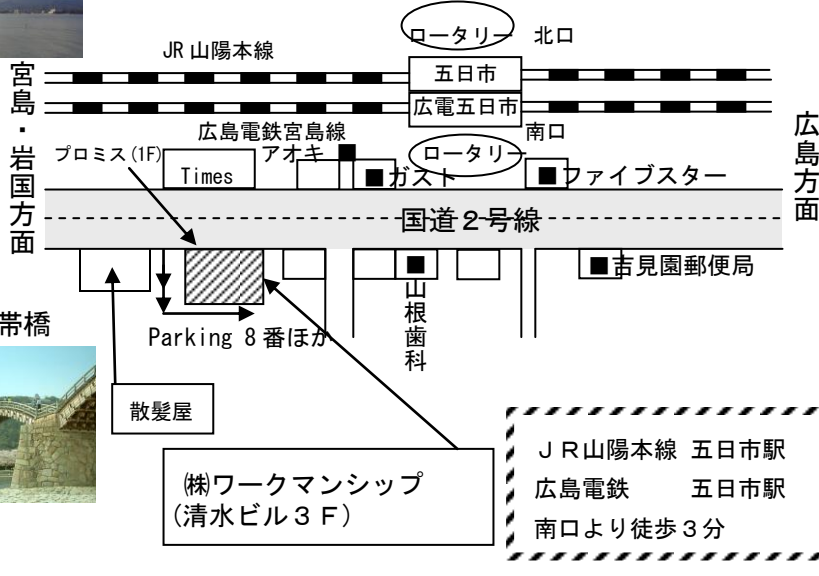 ロータリー 北口
JR山陽本線
五日市
広電五日市
宮島・岩国方面
広島方面
広島電鉄宮島線
南口
プロミス(1F)
アオキ ■
ロータリー
Times
■ガスト
■ファイブスター
国道2号線
■
山根歯科
■吉見園郵便局
帯橋
Parking 8番ほか
散髪屋
㈱ワークマンシップ
(清水ビル3F)
JR山陽本線 五日市駅
広島電鉄 五日市駅
南口より徒歩3分